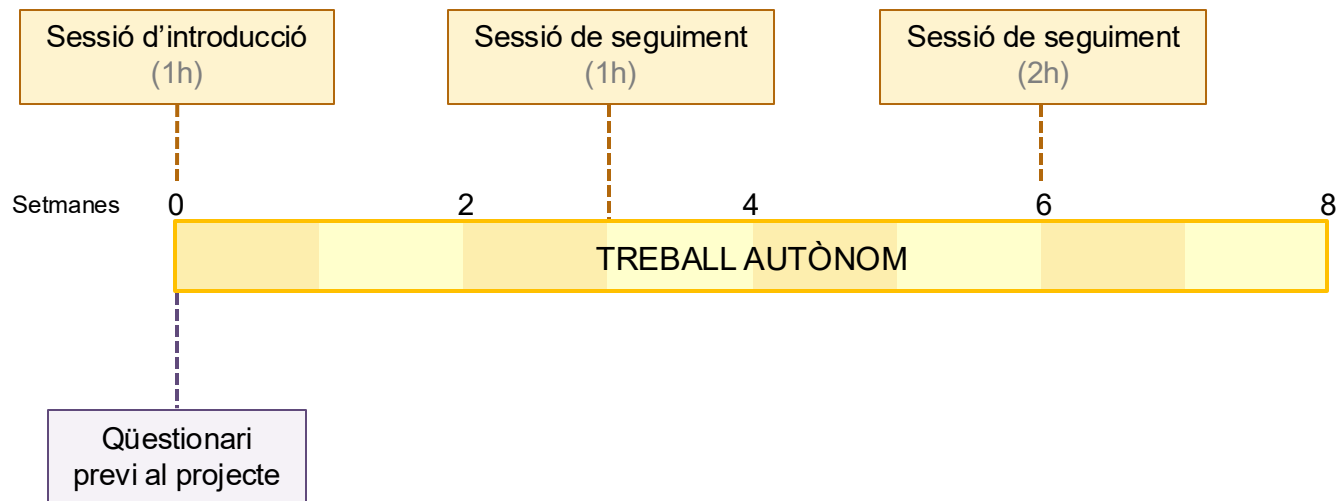 Sessió d’introducció
(1h)
Sessió de seguiment
(1h)
Sessió de seguiment
(2h)
Setmanes 0 2 4 6 8
TREBALL AUTÒNOM
Qüestionari
previ al projecte